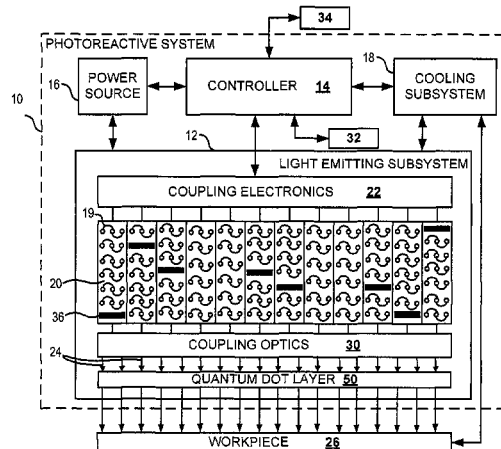 34
PHOTOREACTIVE SYSTEM
18
16
POWER
SOURCE
CONTROLLER 14
COOLING
SUBSYSTEM
10
12
32
LIGHT EMITTING SUBSYSTEM
COUPLING ELECTRONICS 22
19
20
36
COUPLING OPTICS 30
24
QUANTUM DOT LAYER 50
WORKPIECE 26